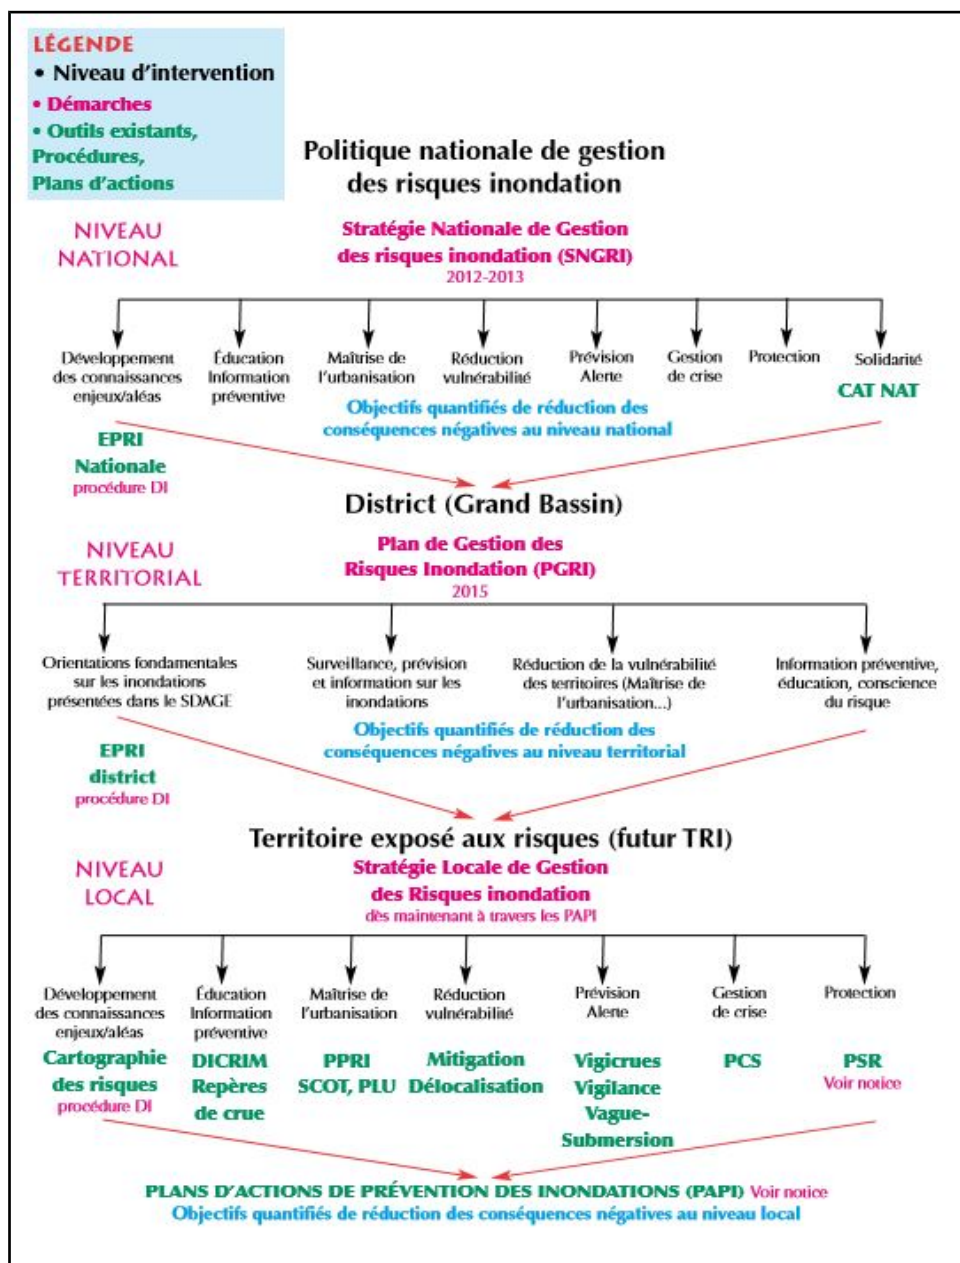 LÉGENDE
• Niveau d'intervention
• Démarches
• Outils existants,
Procédures,
Plans d'actions
Politique nationale de gestion
des risques inondation
NIVEAU
NATIONAL
Stratégie Nationale de Gestion
des risques inondation (SNGRI)
2012-2013
Développement
des connaissances
enjeux/aléas
Éducation
Information
préventive
Maîtrise de
l'urbanisation
Réduction
vulnérabilité
Prévision
Alerte
Gestion
de crise
Protection
Solidarité
CAT NAT
Objectifs quantifiés de réduction des
conséquences négatives au niveau national
EPRI
Nationale
procédure DI
District (Grand Bassin)
NIVEAU
TERRITORIAL
Plan de Gestion des
Risques Inondation (PGRI)
2015
Orientations fondamentales
sur les inondations
présentées dans le SDAGE
Surveillance, prévision
et information sur les
inondations
Réduction de la vulnérabilité
des territoires (Maîtrise de
l'urbanisation...)
Information préventive,
éducation, conscience
du risque
Objectifs quantifiés de réduction des
conséquences négatives au niveau territorial
EPRI
district
procédure DI
Territoire exposé aux risques (futur TRI)
NIVEAU
LOCAL
Stratégie Locale de Gestion
des Risques inondation
dès maintenant à travers les PAPI
Développement
des connaissances
enjeux/aléas
Cartographie
des risques
procédure DI
Éducation
Information
préventive
DICRIM
Repères
de crue
Maîtrise de
l'urbanisation
PPRI
SCOT, PLU
Réduction
vulnérabilité
Mitigation
Délocalisation
Prévision
Alerte
Vigicrues
Vigilance
Vague-
Submersion
Gestion
de crise
PCS
Protection
PSR
Voir notice
PLANS D'ACTIONS DE PRÉVENTION DES INONDATIONS (PAPI) Voir notice
Objectifs quantifiés de réduction des conséquences négatives au niveau local